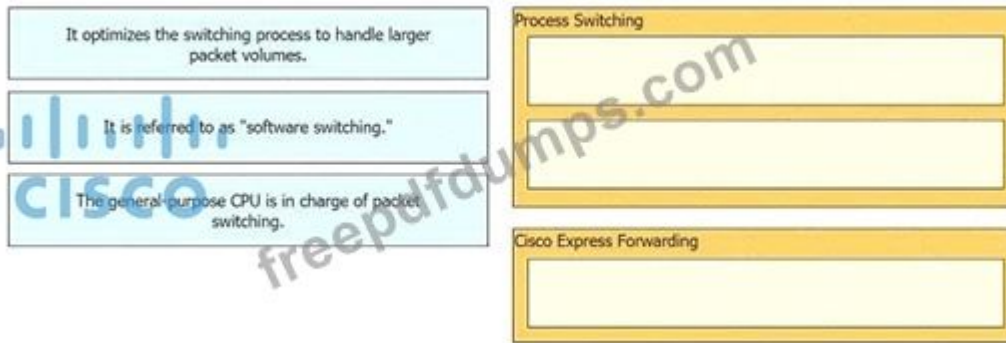 It optimizes the switching process to handle larger
packet volumes.
It is referred to as "software switching."
The general-purpose CPU is in charge of packet
switching.
CISCO
Process Switching
Cisco Express Forwarding
freepdfdumps.com